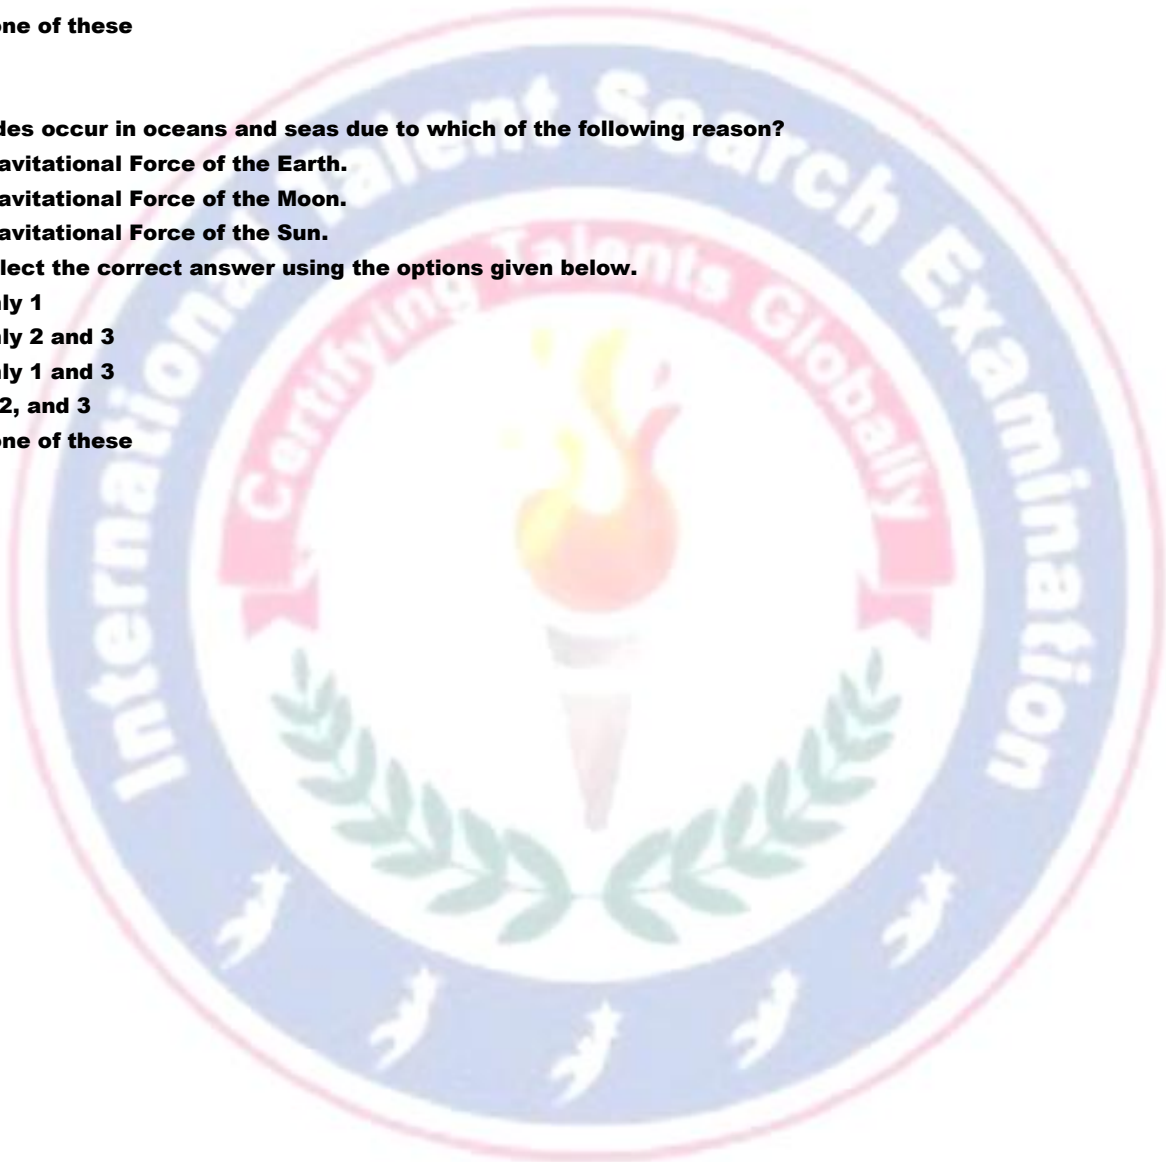 one of these
des occur in oceans and seas due to which of the following reason?
avitational Force of the Earth.
avitational Force of the Moon.
avitational Force of the Sun.
lect the correct answer using the options given below.
ly 1
ly 2 and 3
ly 1 and 3
2, and 3
one of these
International Talent Search Examination
Certifying Talents Globally